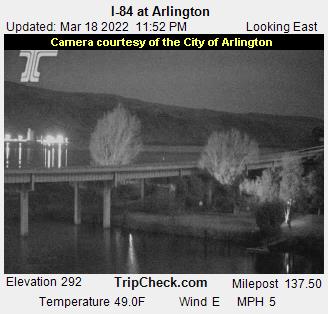 I-84 at Arlington
Updated: Mar 18 2022 11:52 PM Looking East
Camera courtesy of the City of Arlington
Elevation 292 TripCheck.com Milepost 137.50
Temperature 49.0F Wind E MPH 5